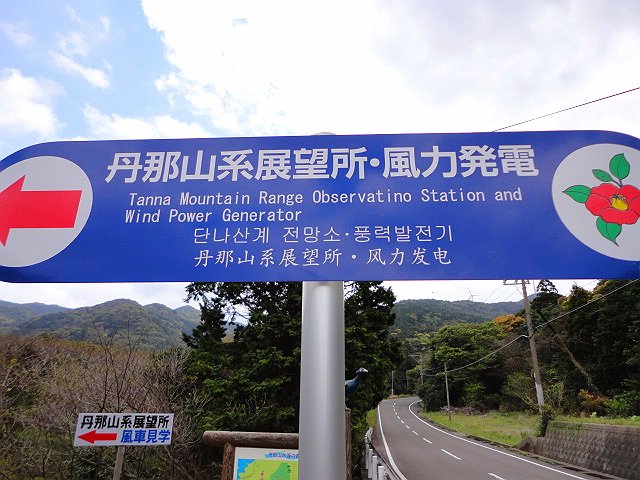 丹那山系展望所・風力発電
Tanna Mountain Range Observatino Station and
Wind Power Generator
단나산계 전망소·풍력발전기
丹那山系展望所・风力发电
丹那山系展望所
風車見学